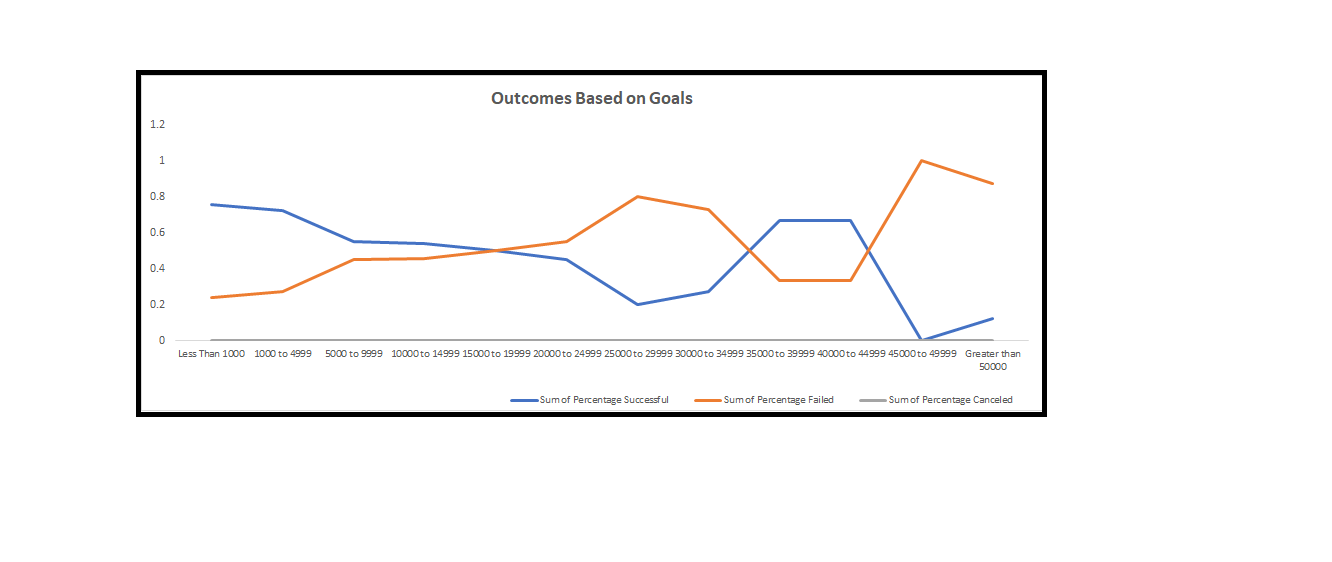 Outcomes Based on Goals
1.2
1
0.8
0.6
0.4
0.2
0
Less Than 1000 1000 to 4999 5000 to 9999 10000 to 14999 15000 to 19999 20000 to 24999 25000 to 29999 30000 to 34999 35000 to 39999 40000 to 44999 45000 to 49999 Greater than
50000
Sum of Percentage Successful Sum of Percentage Failed Sum of Percentage Canceled